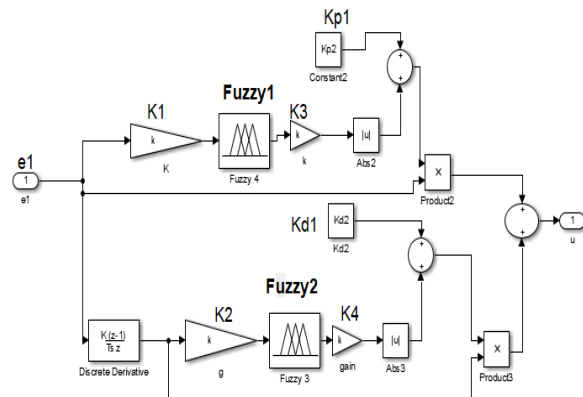 Kp1
Kp2
Constant2
Fuzzy1
K1
K3
k
K
Fuzzy 4
k
k
|u|
Abs2
e1
1
e1
X
Product2
Kd1
Kd2
Kd2
1
u
Fuzzy2
K2
K4
K (z-1)
Ts z
Discrete Derivative
k
g
Fuzzy 3
k
gain
|u|
Abs3
X
Product3
+
+
+
+
+
+